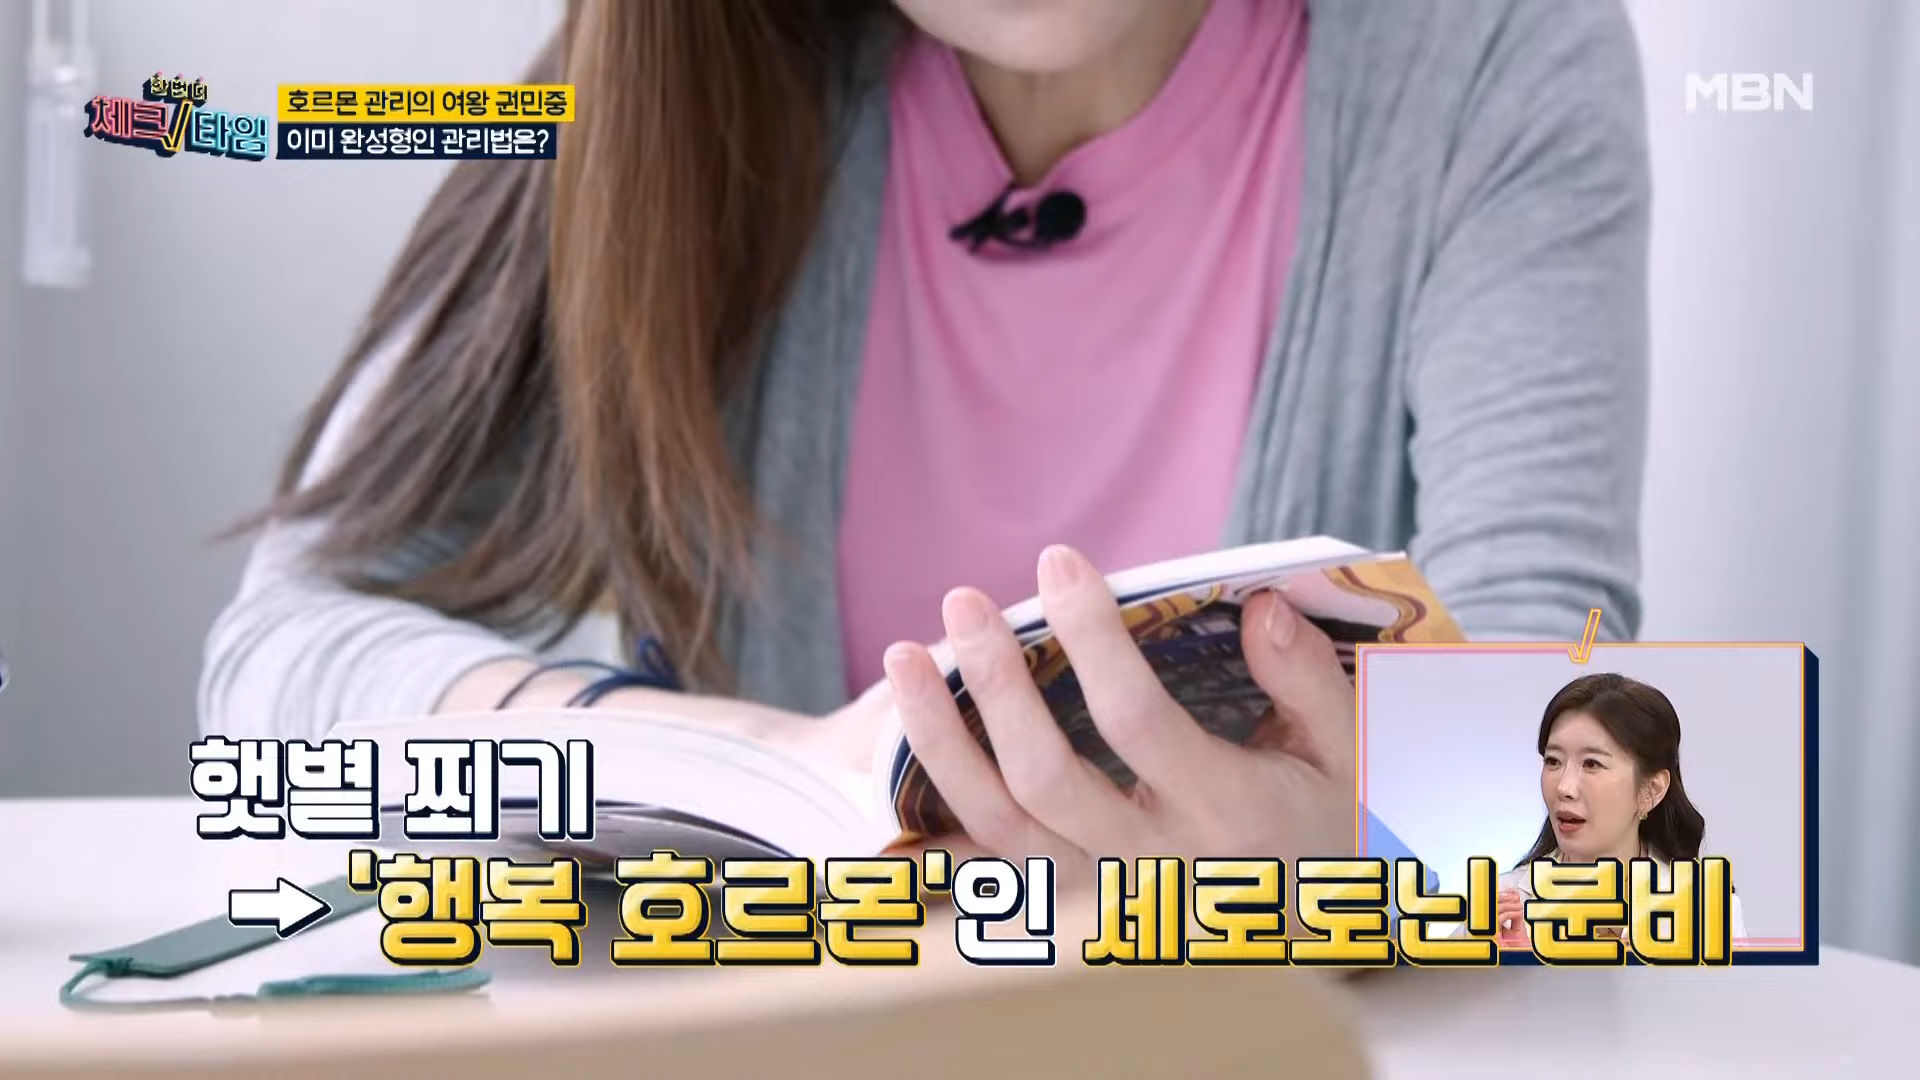 한번 더
체크타임
호르몬 관리의 여왕 권민중
이미 완성형인 관리법은?
MBN
햇볕 쬐기
➡ '행복 호르몬'인 세로토닌 분비